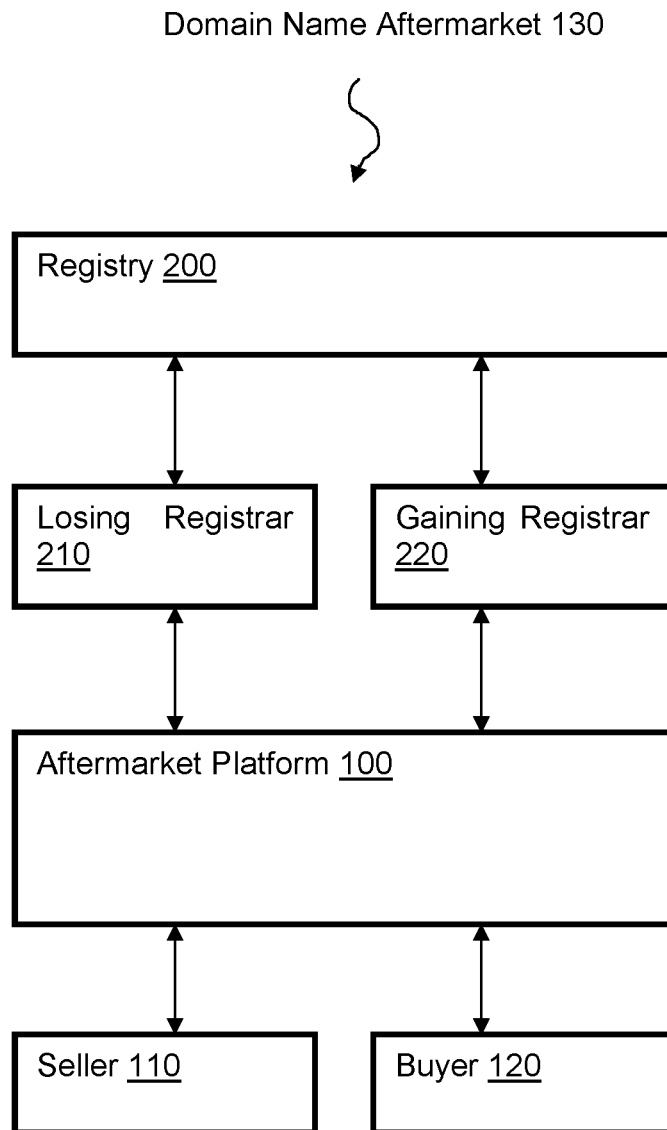 Domain Name Aftermarket 130
Registry 200
Losing Registrar
210
Gaining Registrar
220
Aftermarket Platform 100
Seller 110
Buyer 120